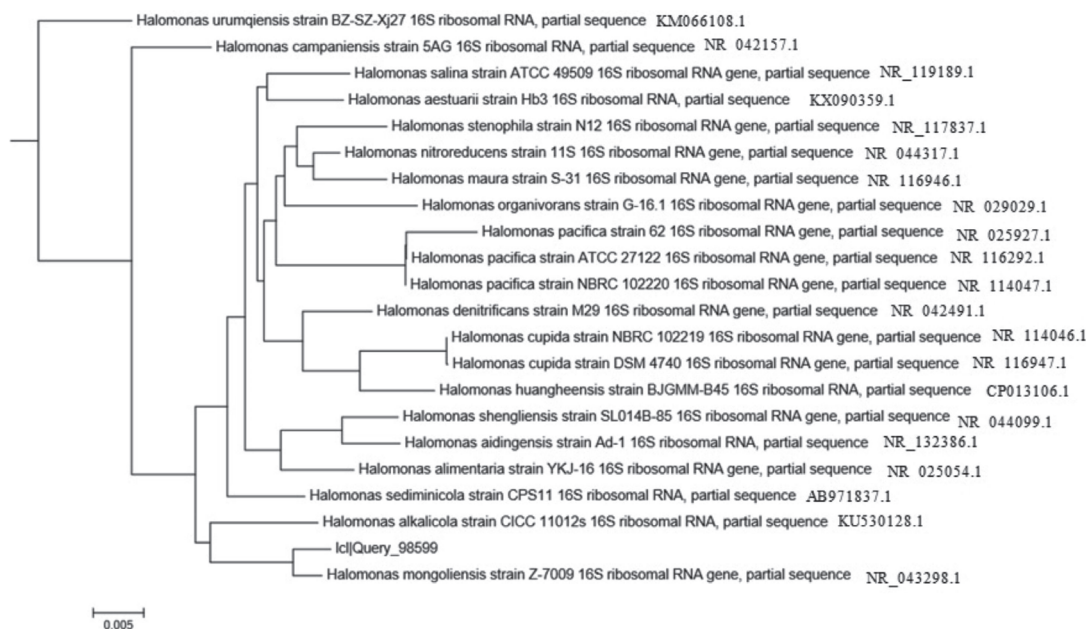 Halomonas urumqiensis strain BZ-SZ-Xj27 16S ribosomal RNA, partial sequence KM066108.1
Halomonas campaniensis strain 5AG 16S ribosomal RNA, partial sequence NR 042157.1
Halomonas salina strain ATCC 49509 16S ribosomal RNA gene, partial sequence NR_119189.1
Halomonas aestuarii strain Hb3 16S ribosomal RNA, partial sequence KX090359.1
Halomonas stenophila strain N12 16S ribosomal RNA gene, partial sequence NR_117837.1
Halomonas nitroreducens strain 11S 16S ribosomal RNA gene, partial sequence NR 044317.1
Halomonas maura strain S-31 16S ribosomal RNA gene, partial sequence NR 116946.1
Halomonas organivorans strain G-16.1 16S ribosomal RNA gene, partial sequence NR 029029.1
Halomonas pacifica strain 62 16S ribosomal RNA gene, partial sequence NR 025927.1
Halomonas pacifica strain ATCC 27122 16S ribosomal RNA gene, partial sequence NR 116292.1
Halomonas pacifica strain NBRC 102220 16S ribosomal RNA gene, partial sequence NR 114047.1
Halomonas denitrificans strain M29 16S ribosomal RNA gene, partial sequence NR 042491.1
Halomonas cupida strain NBRC 102219 16S ribosomal RNA gene, partial sequence NR 114046.1
Halomonas cupida strain DSM 4740 16S ribosomal RNA gene, partial sequence NR 116947.1
Halomonas huangheensis strain BJGMM-B45 16S ribosomal RNA, partial sequence CP013106.1
Halomonas shengliensis strain SL014B-85 16S ribosomal RNA gene, partial sequence NR 044099.1
Halomonas aidingensis strain Ad-1 16S ribosomal RNA, partial sequence NR_132386.1
Halomonas alimentaria strain YKJ-16 16S ribosomal RNA gene, partial sequence NR 025054.1
Halomonas sediminicola strain CPS11 16S ribosomal RNA, partial sequence AB971837.1
Halomonas alkalicola strain CICC 11012s 16S ribosomal RNA, partial sequence KU530128.1
lcl|Query_98599
Halomonas mongoliensis strain Z-7009 16S ribosomal RNA gene, partial sequence NR_043298.1
0.005